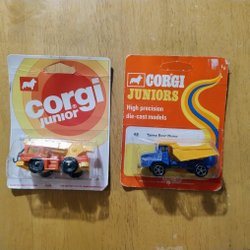 corgi
junior
CORGI
JUNIORS
High precision
die-cast models